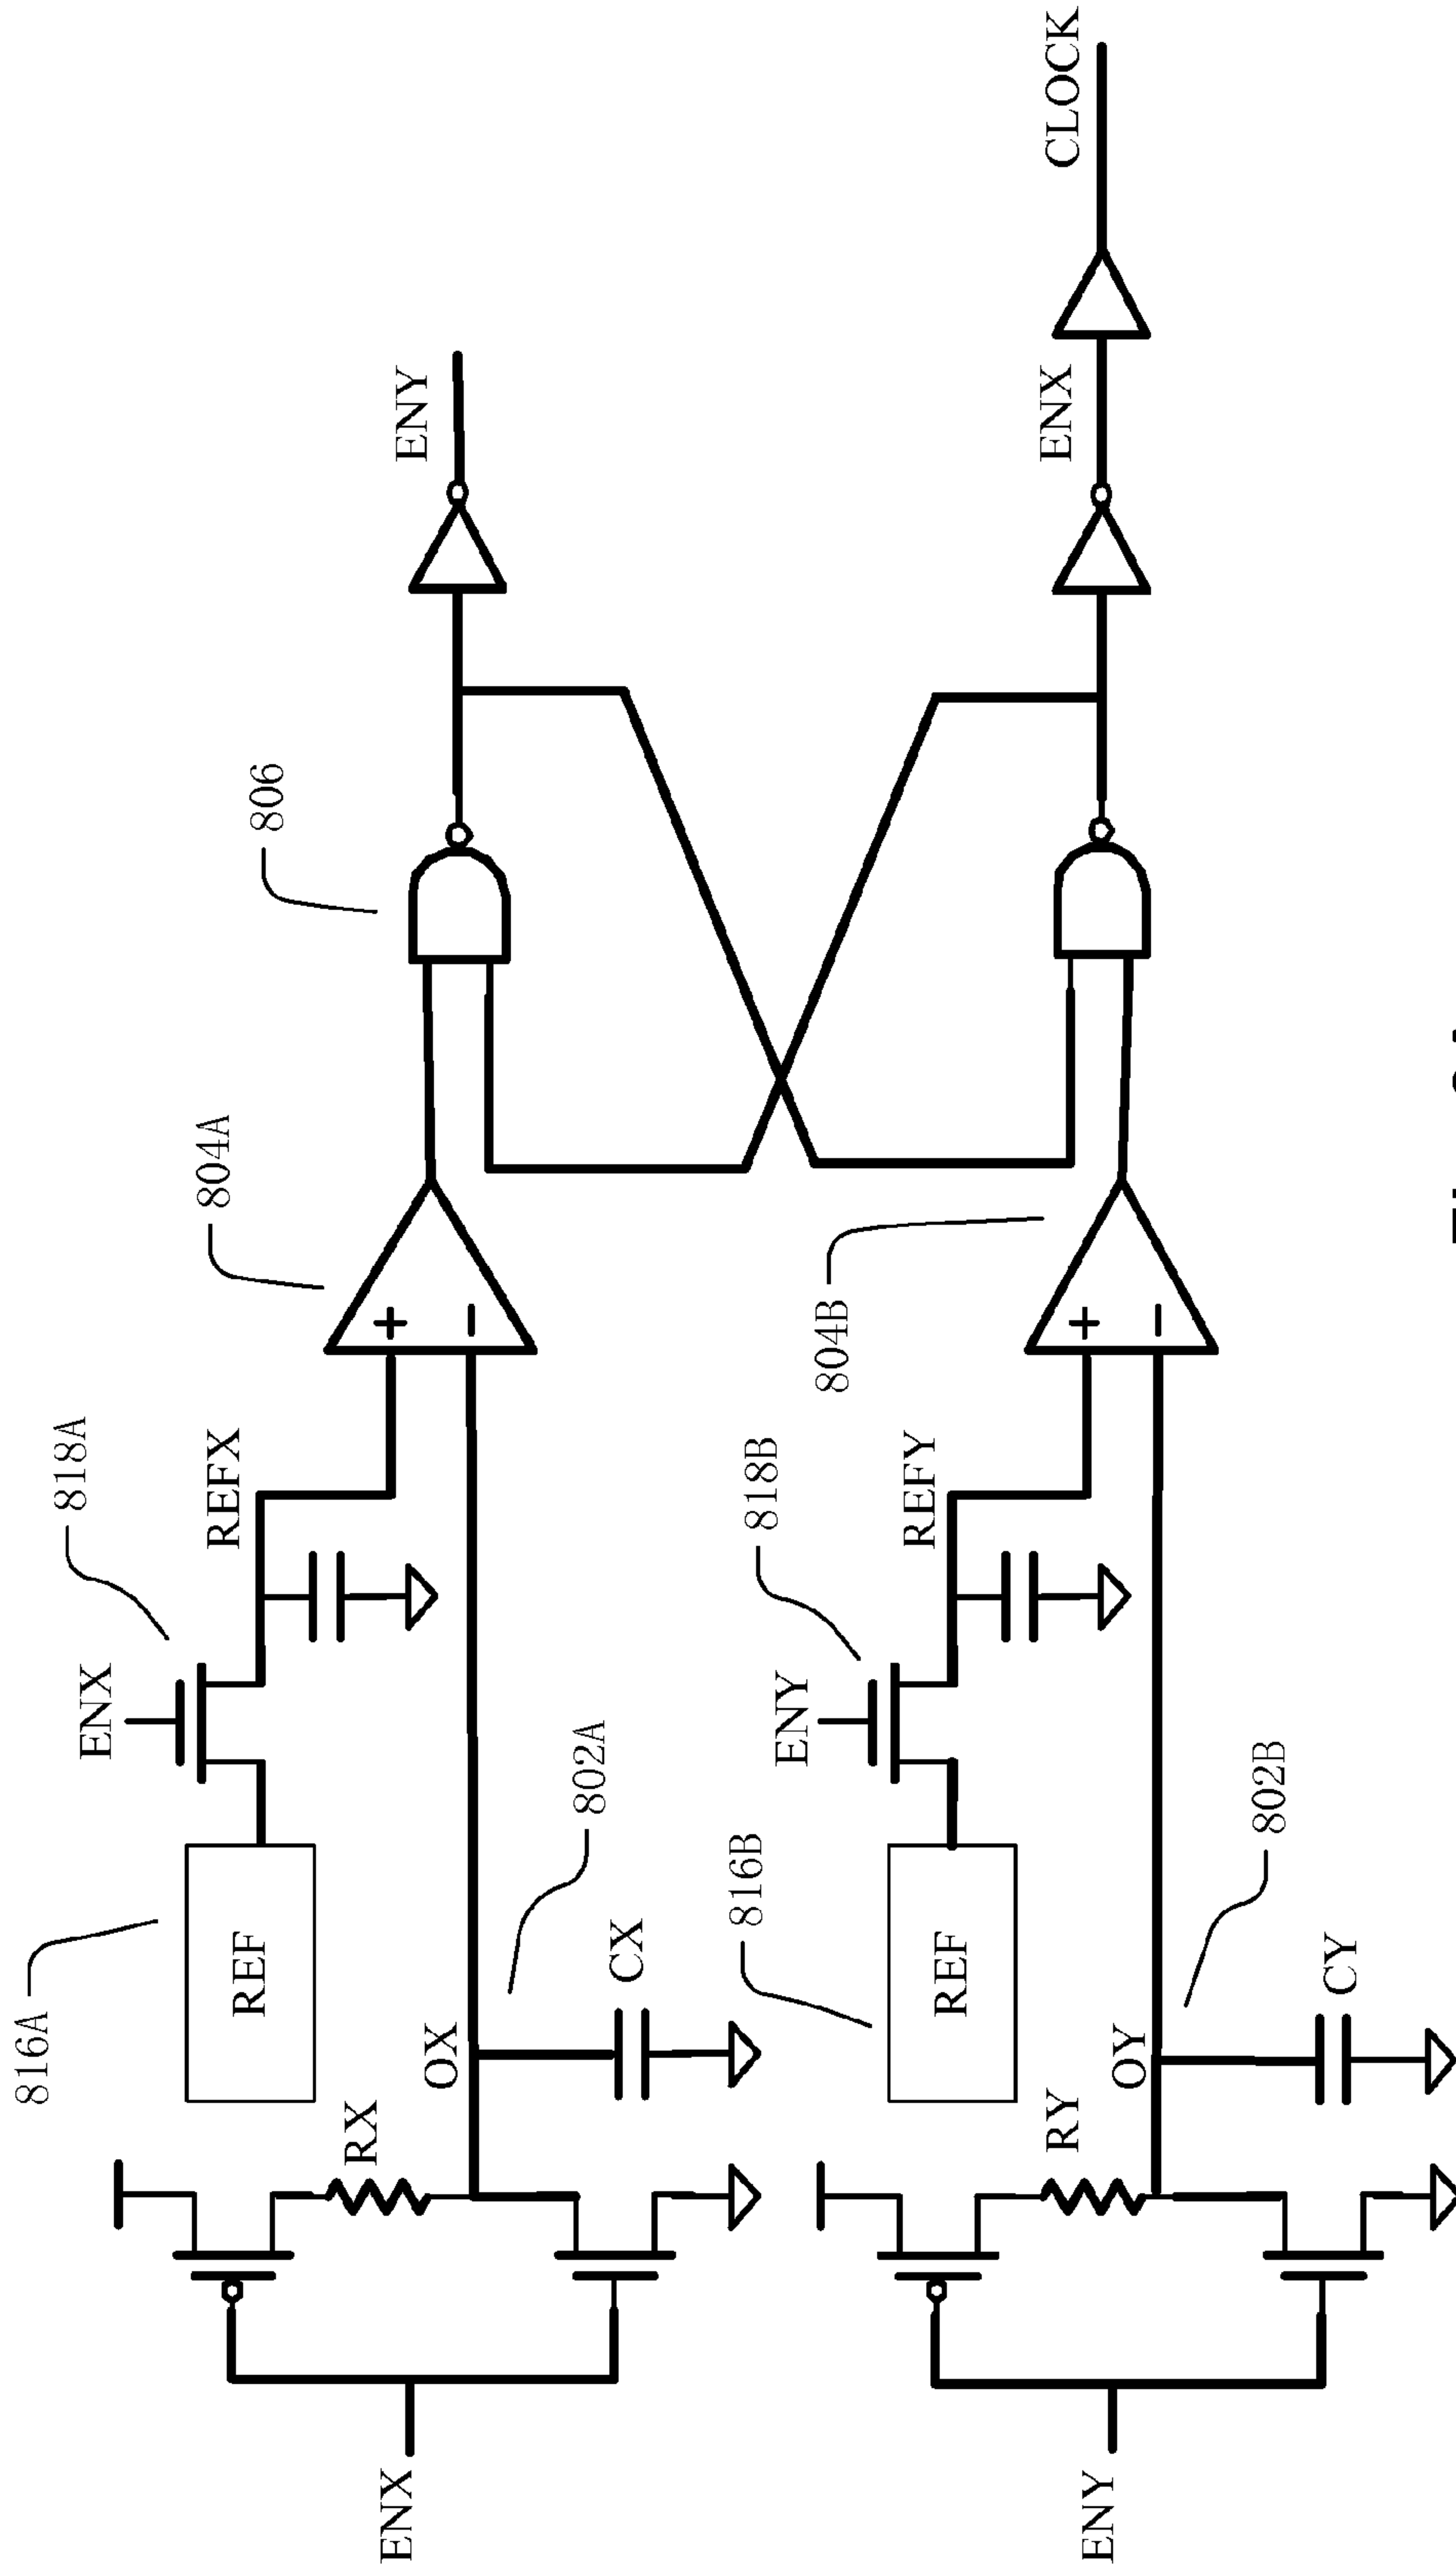 816A
818A
ENX
REFX
804A
806
REF
+
ENY
RX
OX
−
ENX
802A
CX
816B
818B
ENY
REFY
804B
REF
+
ENX
CLOCK
RY
OY
−
ENY
802B
CY